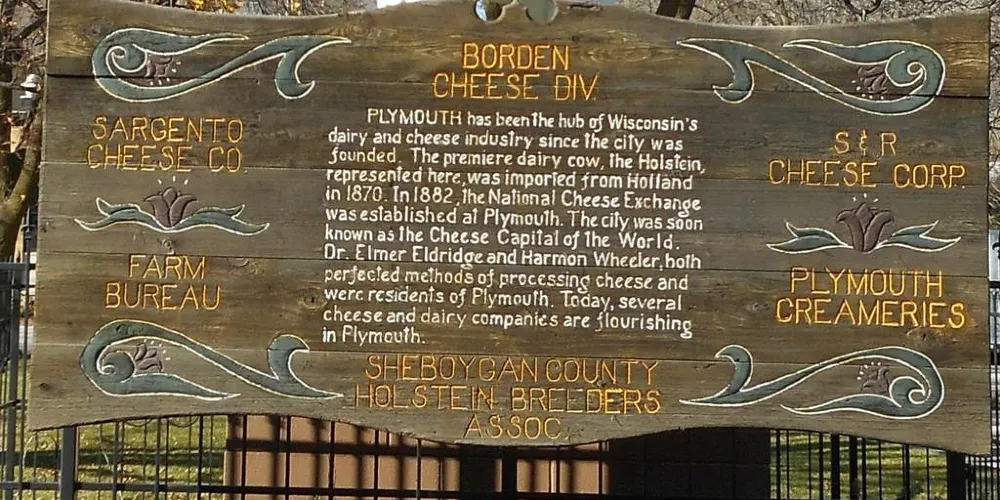 BORDEN
CHEESE DIV.
SARGENTO
CHEESE CO.
FARM
BUREAU
PLYMOUTH has been the hub of Wisconsin's
dairy and cheese industry since the city was
founded. The premiere dairy cow, the Holstein,
represented here, was imported from Holland
in 1870. In 1882, the National Cheese Exchange
was established at Plymouth. The city was soon
known as the Cheese Capital of the World.
Dr. Elmer Eldridge and Harmon Wheeler, both
perfected methods of processing cheese and
were residents of Plymouth. Today, several
cheese and dairy companies are flourishing
in Plymouth.
S & R
CHEESE CORP.
PLYMOUTH
CREAMERIES
SHEBOYGAN COUNTY
HOLSTEIN BREEDERS
ASSOC.